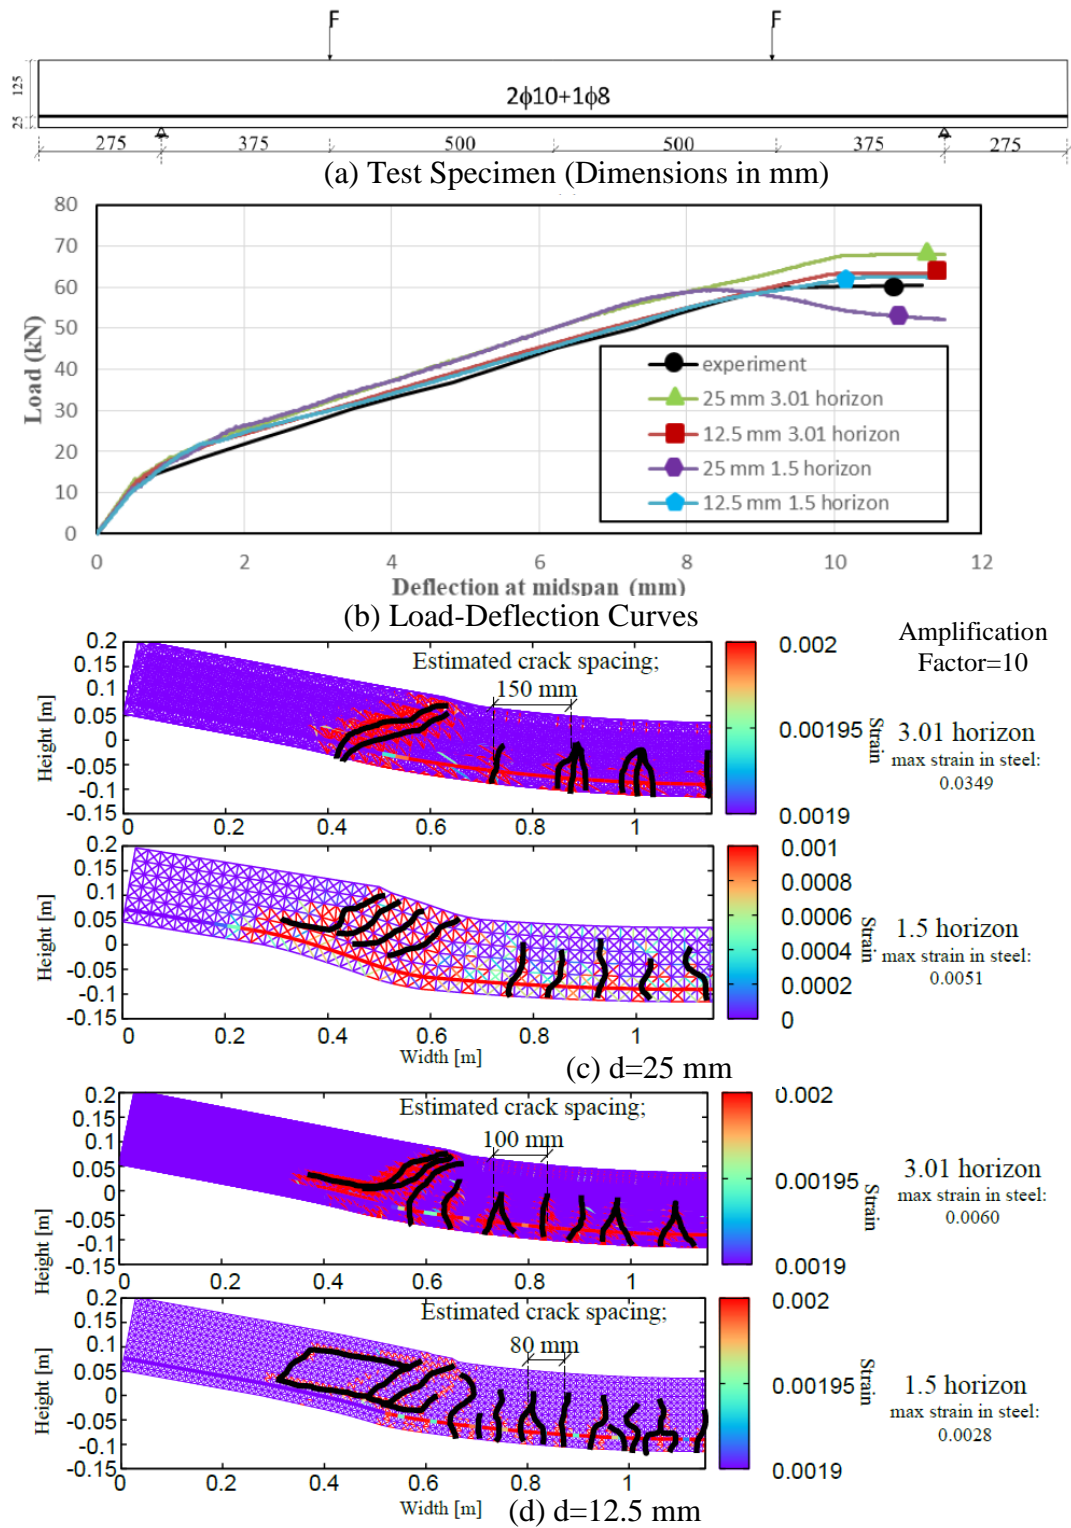 F F
125
25
2ϕ10+1ϕ8
275 375 500 500 375 275
(a) Test Specimen (Dimensions in mm)
80
70
60
50
40
30
20
10
0
Load (kN)
experiment
25 mm 3.01 horizon
12.5 mm 3.01 horizon
25 mm 1.5 horizon
12.5 mm 1.5 horizon
0 2 4 6 8 10 12
Deflection at midspan (mm)
(b) Load-Deflection Curves
Amplification
Factor=10
0.2
0.15
0.1
0.05
0
-0.05
-0.1
-0.15
Height [m]
Estimated crack spacing;
150 mm
0 0.2 0.4 0.6 0.8 1
0.002
0.00195
0.0019
Strain
3.01 horizon
max strain in steel:
0.0349
0.2
0.15
0.1
0.05
0
-0.05
-0.1
-0.15
Height [m]
0 0.2 0.4 0.6 0.8 1
Width [m]
0.001
0.0008
0.0006
0.0004
0.0002
0
Strain
1.5 horizon
max strain in steel:
0.0051
(c) d=25 mm
0.2
0.15
0.1
0.05
0
-0.05
-0.1
-0.15
Height [m]
Estimated crack spacing;
100 mm
0 0.2 0.4 0.6 0.8 1
0.002
0.00195
0.0019
Strain
3.01 horizon
max strain in steel:
0.0060
0.2
0.15
0.1
0.05
0
-0.05
-0.1
-0.15
Height [m]
Estimated crack spacing;
80 mm
0 0.2 0.4 0.6 0.8 1
Width [m]
0.002
0.00195
0.0019
Strain
1.5 horizon
max strain in steel:
0.0028
(d) d=12.5 mm